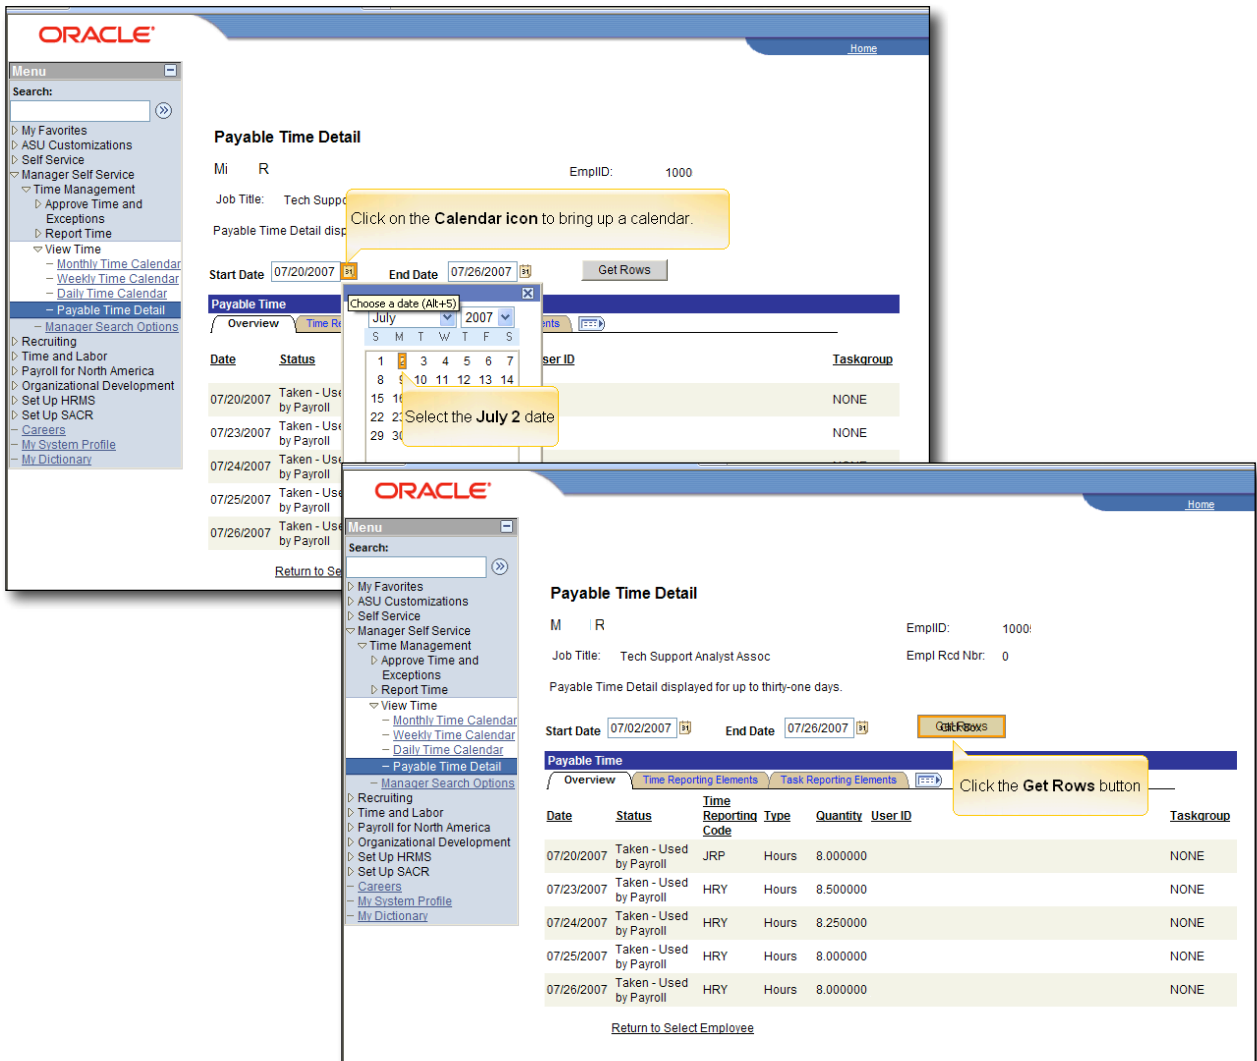 ORACLE
Home
Menu
Search:
My Favorites
ASU Customizations
Self Service
Manager Self Service
Time Management
Approve Time and
Exceptions
Report Time
View Time
Monthly Time Calendar
Weekly Time Calendar
Daily Time Calendar
Payable Time Detail
Manager Search Options
Recruiting
Time and Labor
Payroll for North America
Organizational Development
Set Up HRMS
Set Up SACR
Careers
My System Profile
My Dictionary
Payable Time Detail
Mi R
EmplID: 1000
Job Title: Tech Suppo
Click on the Calendar icon to bring up a calendar.
Payable Time Detail disp
Start Date 07/20/2007 31 End Date 07/26/2007 31 Get Rows
Payable Time
Choose a date (Alt+5)
Overview Time Re
July 2007
S M T W T F S
1 2 3 4 5 6 7
8 9 10 11 12 13 14
15 16
22 23
29 30
Select the July 2 date
Date Status ser ID Taskgroup
07/20/2007 Taken - Use
by Payroll
NONE
07/23/2007 Taken - Use
by Payroll
NONE
07/24/2007 Taken - Use
by Payroll
07/25/2007 Taken - Use
by Payroll
07/26/2007 Taken - Use
by Payroll
Return to Se
ORACLE
Home
Menu
Search:
My Favorites
ASU Customizations
Self Service
Manager Self Service
Time Management
Approve Time and
Exceptions
Report Time
View Time
Monthly Time Calendar
Weekly Time Calendar
Daily Time Calendar
Payable Time Detail
Manager Search Options
Recruiting
Time and Labor
Payroll for North America
Organizational Development
Set Up HRMS
Set Up SACR
Careers
My System Profile
My Dictionary
Payable Time Detail
M R
EmplID: 1000
Job Title: Tech Support Analyst Assoc Empl Rcd Nbr: 0
Payable Time Detail displayed for up to thirty-one days.
Start Date 07/02/2007 31 End Date 07/26/2007 31
Payable Time
Overview Time Reporting Elements Task Reporting Elements
Click the Get Rows button
Date Status Time Reporting Code Type Quantity User ID Taskgroup
07/20/2007 Taken - Used by Payroll JRP Hours 8.000000 NONE
07/23/2007 Taken - Used by Payroll HRY Hours 8.500000 NONE
07/24/2007 Taken - Used by Payroll HRY Hours 8.250000 NONE
07/25/2007 Taken - Used by Payroll HRY Hours 8.000000 NONE
07/26/2007 Taken - Used by Payroll HRY Hours 8.000000 NONE
Return to Select Employee